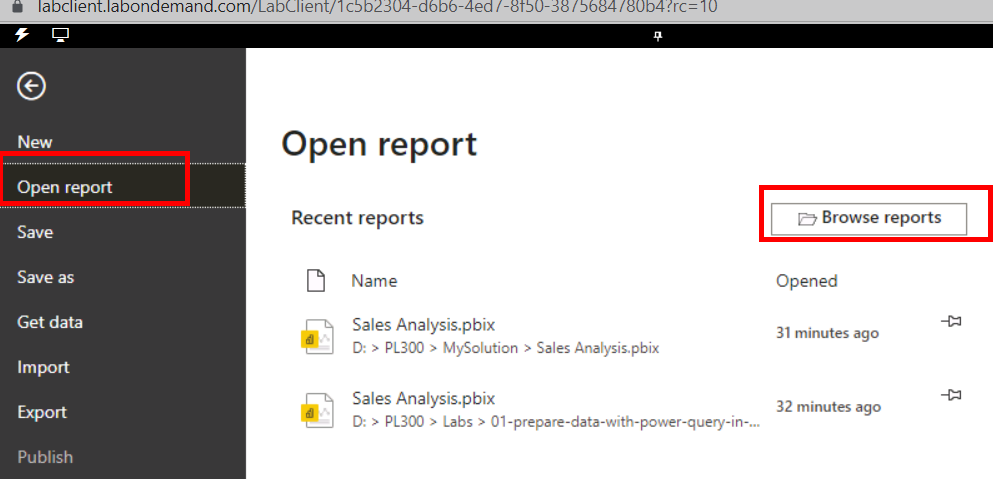 labclient.labondemand.com/LabClient/1c5b2304-d6b6-4ed7-8f50-3875684780b4?rc=10
New
Open report
Save
Save as
Get data
Import
Export
Publish
Open report
Recent reports
Browse reports
Name
Opened
Sales Analysis.pbix
D: > PL300 > MySolution > Sales Analysis.pbix
31 minutes ago
Sales Analysis.pbix
D: > PL300 > Labs > 01-prepare-data-with-power-query-in-...
32 minutes ago